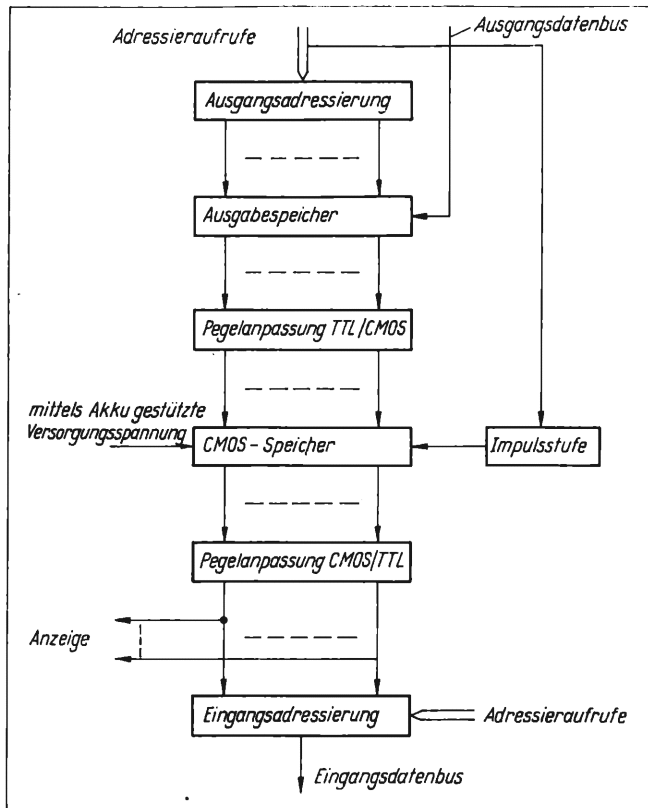 Adressieraufrufe
Ausgangsdatenbus
Ausgangsadressierung
Ausgabespeicher
Pegelanpassung TTL/CMOS
mittels Akku gestützte
Versorgungsspannung
CMOS-Speicher
Impulsstufe
Pegelanpassung CMOS/TTL
Anzeige
Eingangsadressierung
Adressieraufrufe
Eingangsdatenbus